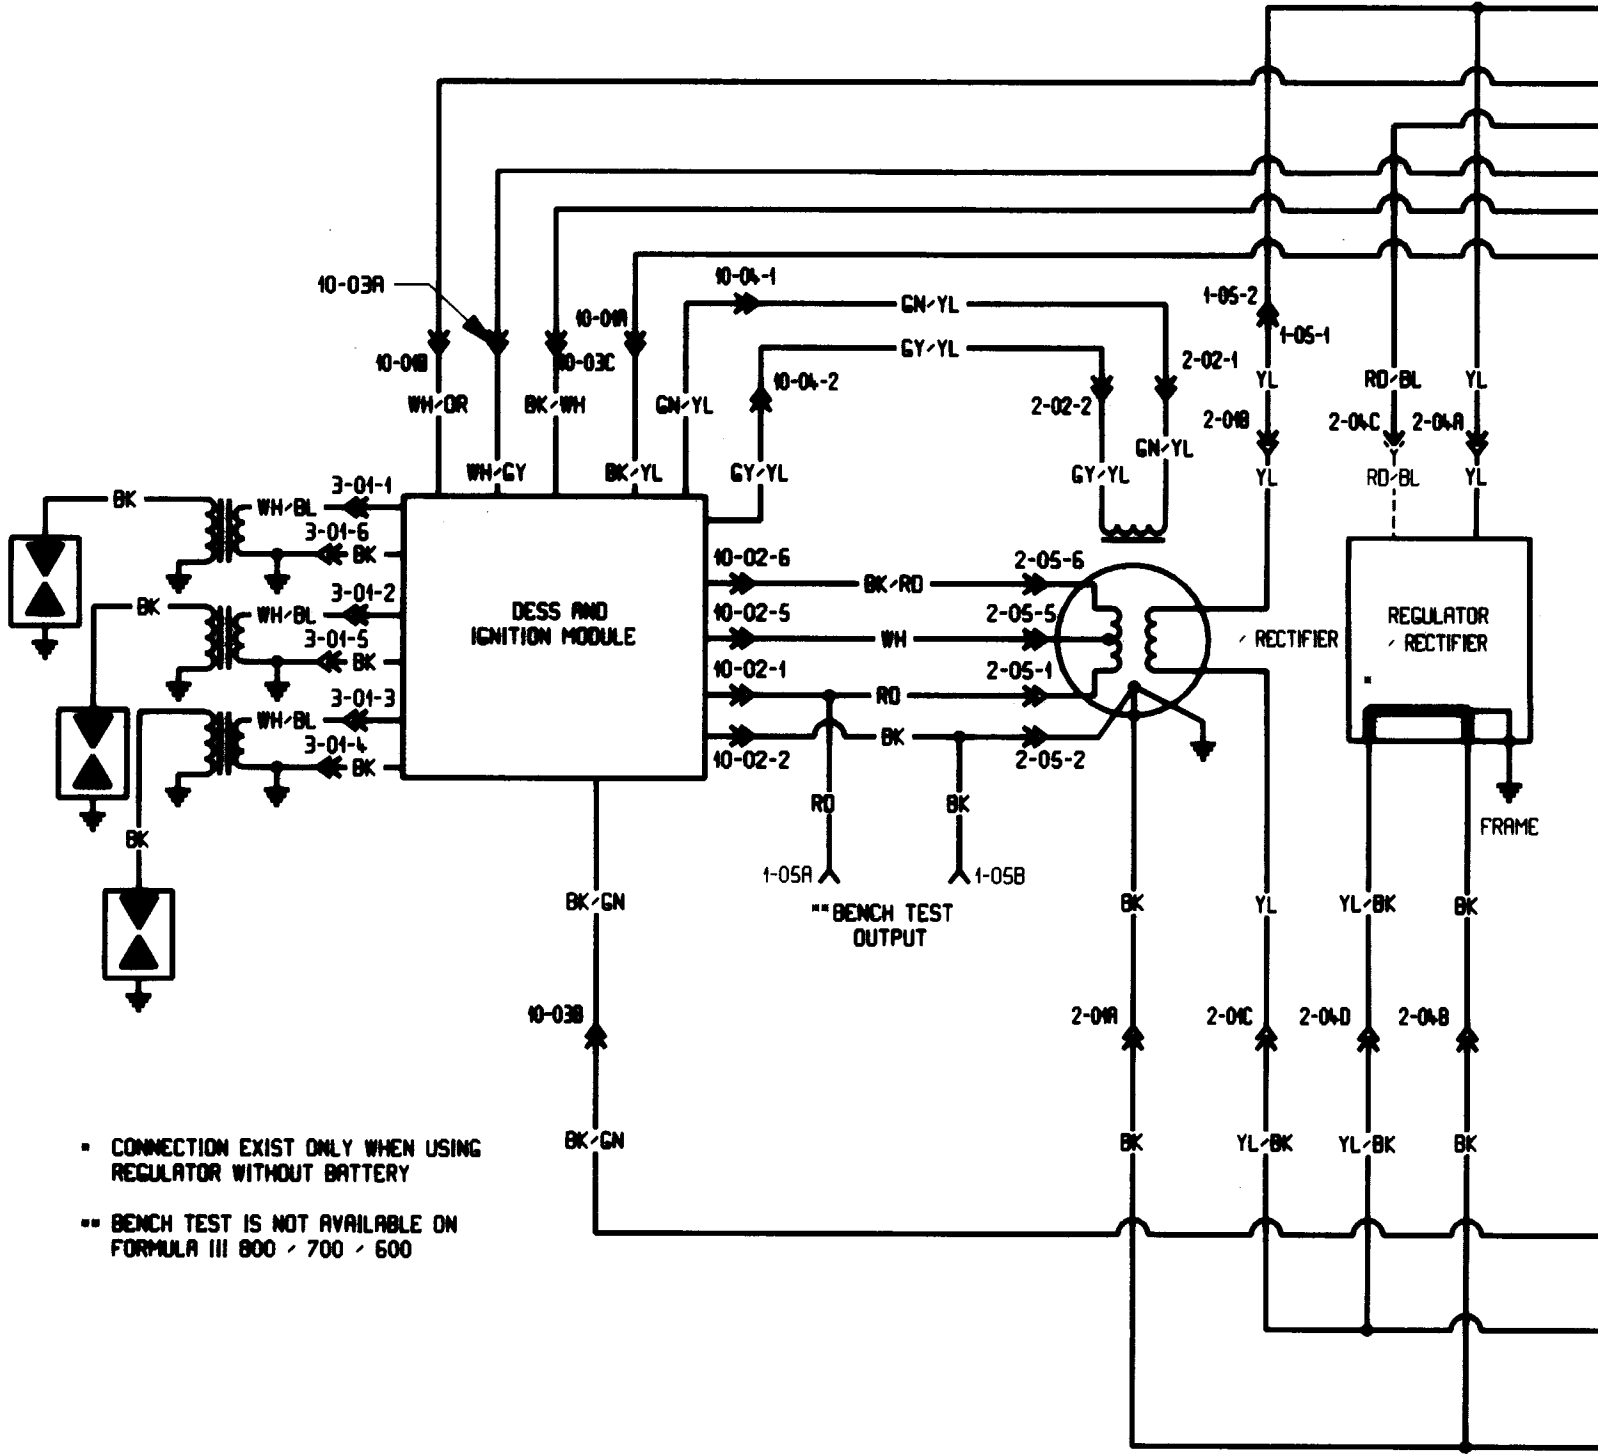 10-03A
10-01B
10-03C
10-01A
10-04-1
GN/YL
GY/YL
10-04-2
2-02-1
2-02-2
1-05-2
1-05-1
YL
RD/BL
YL
WH/OR
BK/WH
GN/YL
2-01B
2-04C
2-04A
WH/GY
BK/YL
GY/YL
GY/YL
GN/YL
YL
RD/BL
YL
BK
WH/BL
3-01-1
3-01-6
BK
BK
WH/BL
3-01-2
3-01-5
BK
WH/BL
3-01-3
3-01-4
BK
BK
DESS AND
IGNITION MODULE
10-02-6
BK/RD
2-05-6
10-02-5
WH
2-05-5
10-02-1
RD
2-05-1
10-02-2
BK
2-05-2
/ RECTIFIER
REGULATOR
/ RECTIFIER
*
FRAME
RD
BK
1-05A
1-05B
** BENCH TEST
OUTPUT
BK/GN
BK
YL
YL/BK
BK
10-03B
2-01A
2-01C
2-04D
2-04B
BK/GN
BK
YL/BK
YL/BK
BK
* CONNECTION EXIST ONLY WHEN USING
REGULATOR WITHOUT BATTERY
** BENCH TEST IS NOT AVAILABLE ON
FORMULA III 800 / 700 / 600